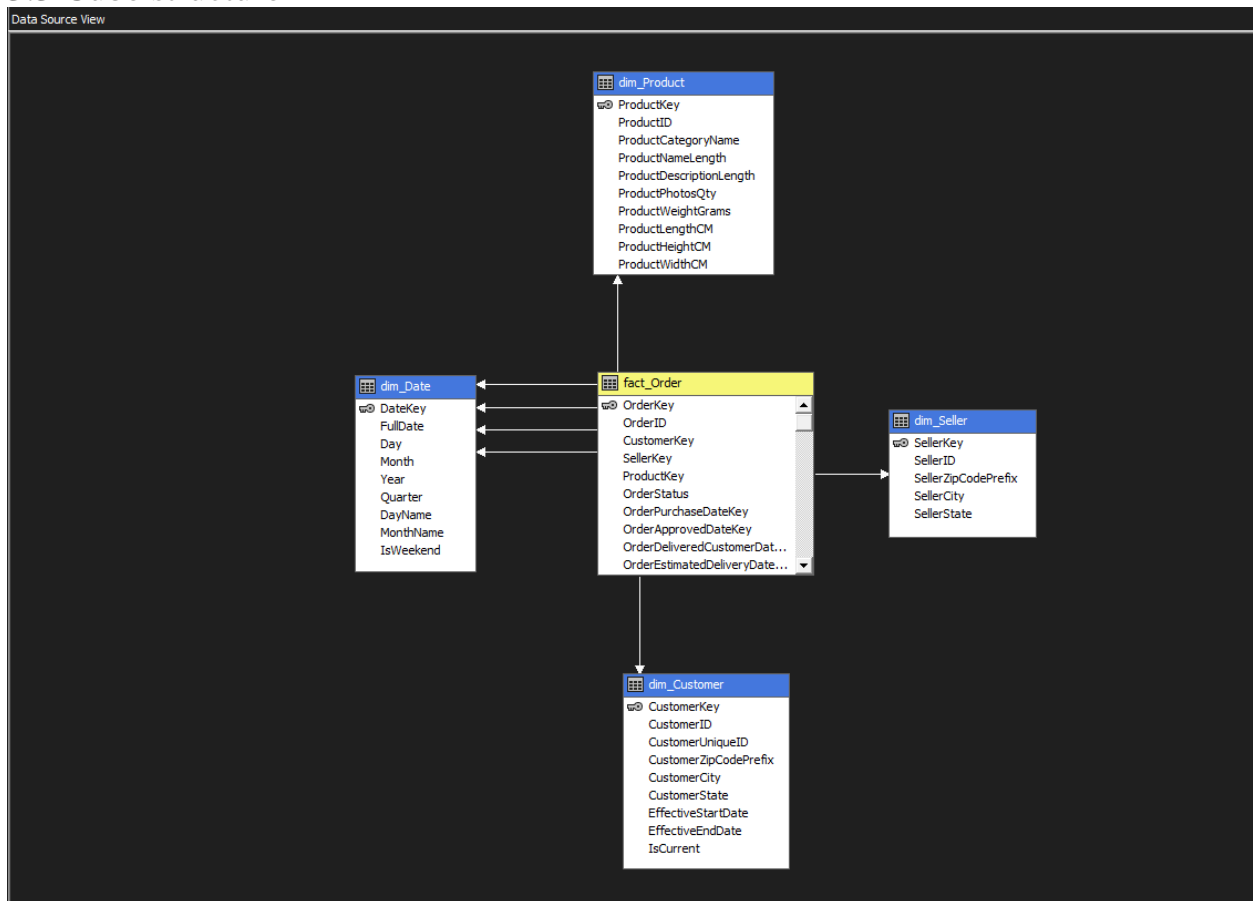 Data Source View
dim_Product
ProductKey
ProductID
ProductCategoryName
ProductNameLength
ProductDescriptionLength
ProductPhotosQty
ProductWeightGrams
ProductLengthCM
ProductHeightCM
ProductWidthCM
dim_Date
DateKey
FullDate
Day
Month
Year
Quarter
DayName
MonthName
IsWeekend
fact_Order
OrderKey
OrderID
CustomerKey
SellerKey
ProductKey
OrderStatus
OrderPurchaseDateKey
OrderApprovedDateKey
OrderDeliveredCustomerDat...
OrderEstimatedDeliveryDate...
dim_Seller
SellerKey
SellerID
SellerZipCodePrefix
SellerCity
SellerState
dim_Customer
CustomerKey
CustomerID
CustomerUniqueID
CustomerZipCodePrefix
CustomerCity
CustomerState
EffectiveStartDate
EffectiveEndDate
IsCurrent